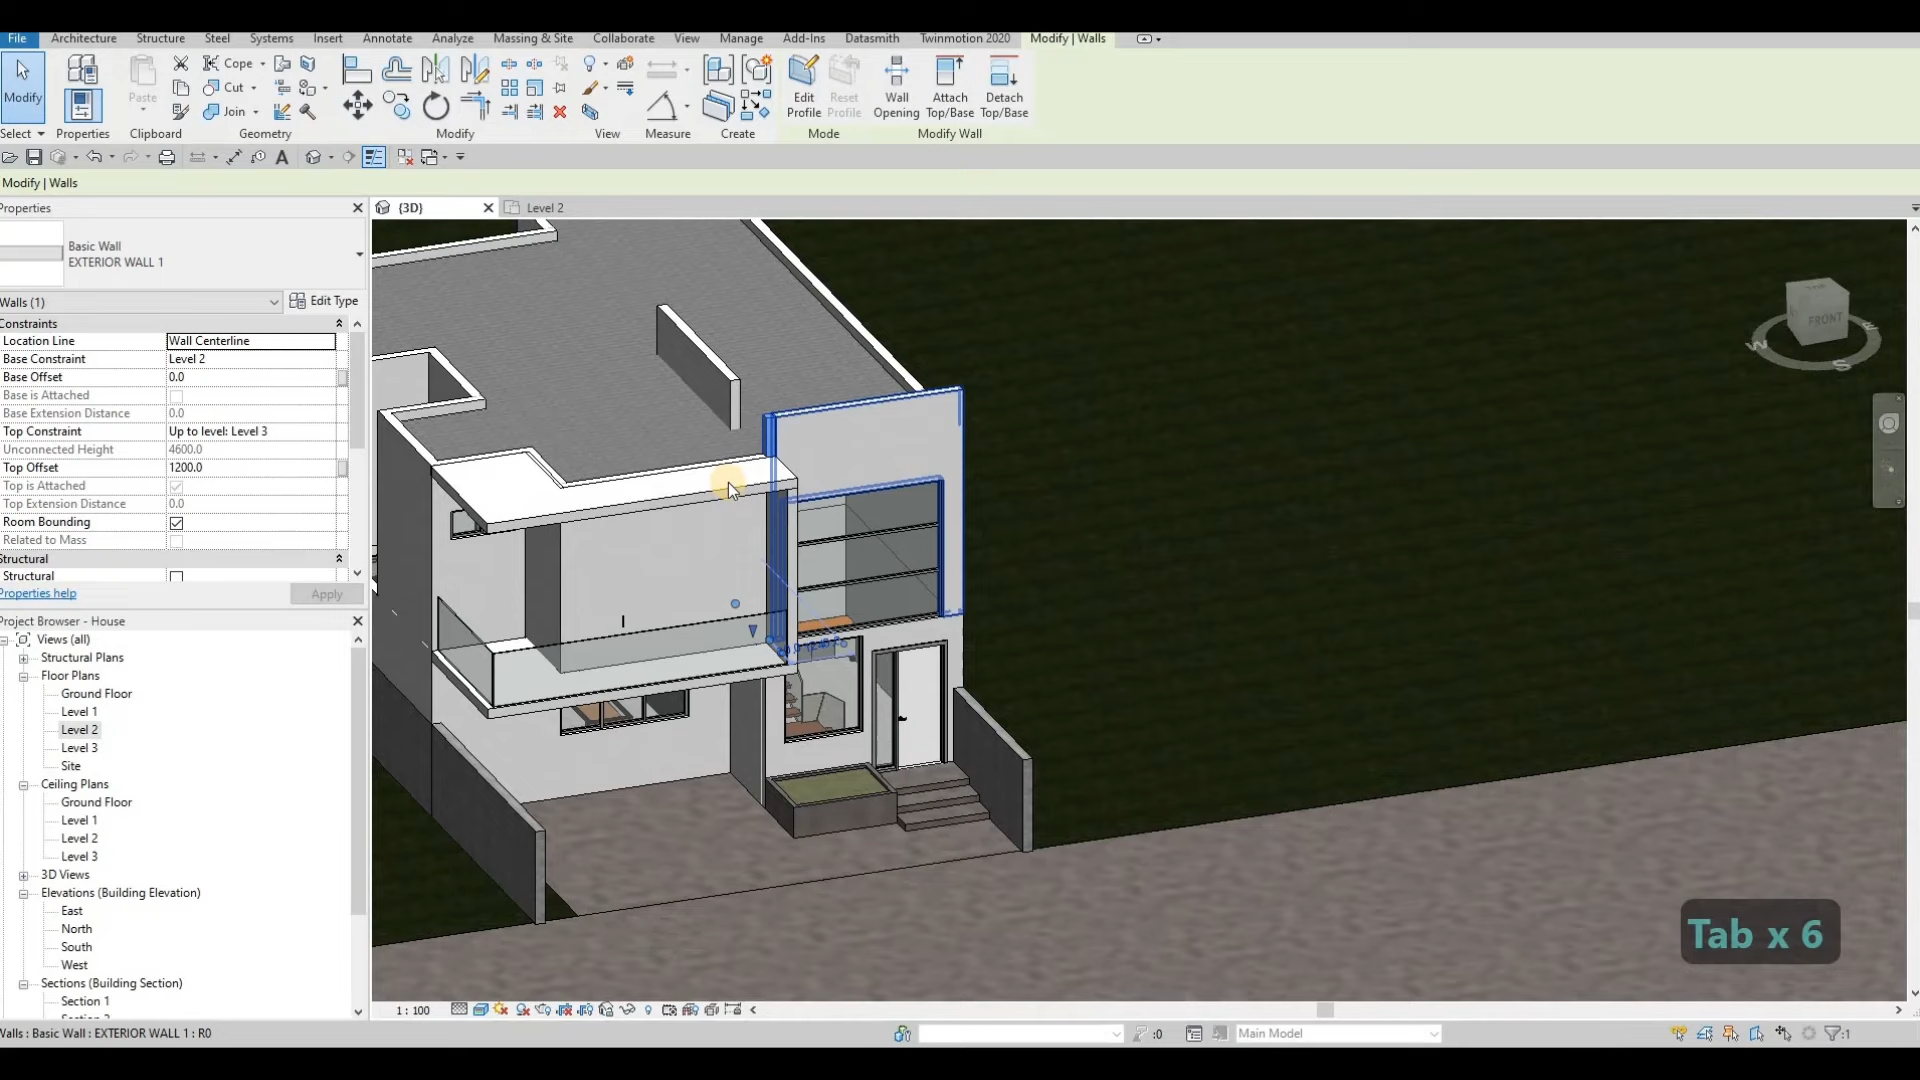 File Architecture Structure Steel Systems Insert Annotate Analyze Massing & Site Collaborate View Manage Add-Ins Datasmith Twinmotion 2020 Modify | Walls
Modify Paste Cope Cut Join Edit Profile Reset Profile Wall Opening Attach Top/Base Detach Top/Base
Select Properties Clipboard Geometry Modify View Measure Create Mode Modify Wall
Modify | Walls
Properties
{3D} Level 2
Basic Wall
EXTERIOR WALL 1
Walls (1) Edit Type
Constraints
Location Line Wall Centerline
Base Constraint Level 2
Base Offset 0.0
Base is Attached
Base Extension Distance 0.0
Top Constraint Up to level: Level 3
Unconnected Height 4600.0
Top Offset 1200.0
Top is Attached
Top Extension Distance 0.0
Room Bounding
Related to Mass
Structural
Structural
Properties help Apply
Project Browser - House
Views (all)
Structural Plans
Floor Plans
Ground Floor
Level 1
Level 2
Level 3
Site
Ceiling Plans
Ground Floor
Level 1
Level 2
Level 3
3D Views
Elevations (Building Elevation)
East
North
South
West
Sections (Building Section)
Section 1
FRONT
W
S
Tab x 6
1 : 100
Walls : Basic Wall : EXTERIOR WALL 1 : R0
:0
Main Model
:1